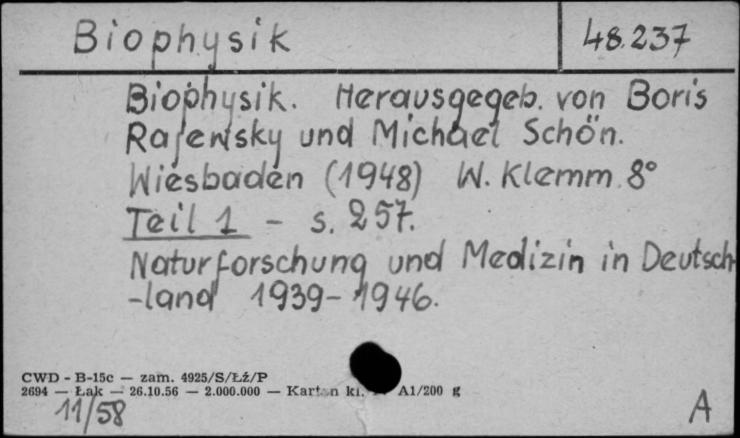 Biophysik 48.237
Biophysik. Herausgegeb. von Boris
Rajewsky und Michael Schön.
Wiesbaden (1948) W. Klemm 8°
Teil 1 - s. 257.
Naturforschung und Medizin in Deutsch-
-land 1939-1946.
CWD - B-15c — zam. 4925/S/Łź/P
2694 — Łak — 26.10.56 — 2.000.000 — Karton kl. A1/200 g
11/58
A